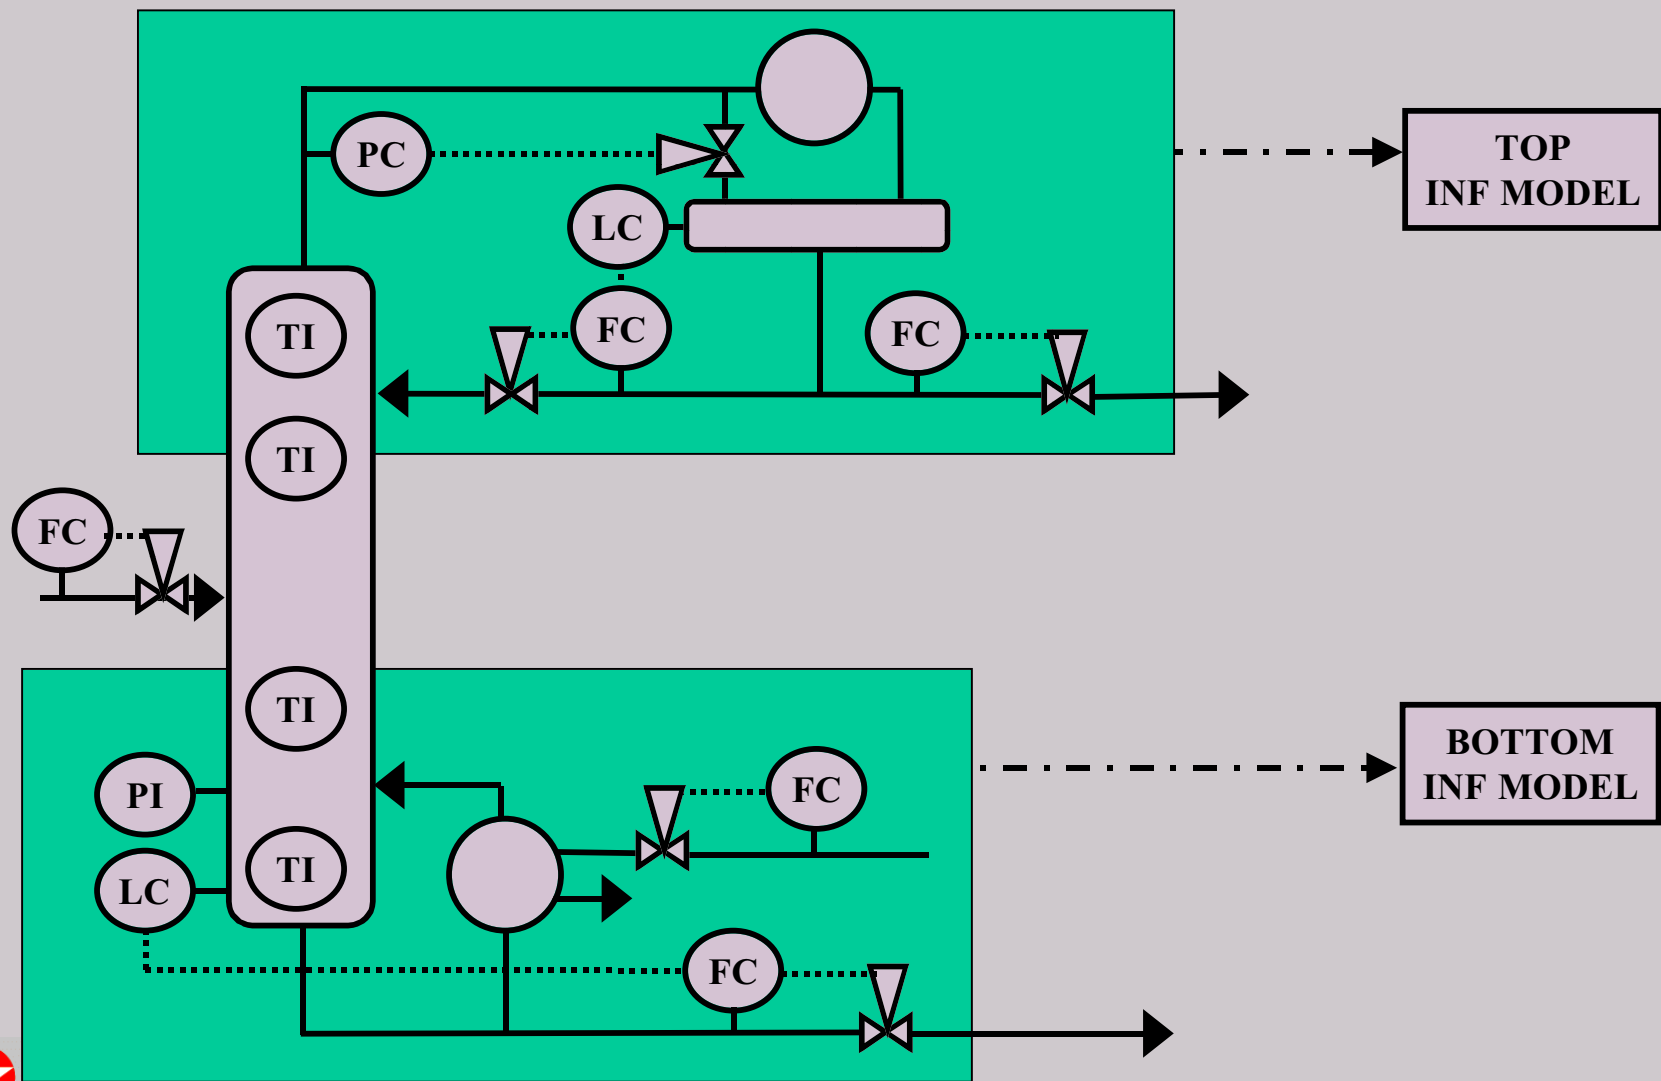 PC
TOP
INF MODEL
LC
TI
FC
FC
TI
FC
TI
BOTTOM
INF MODEL
PI
FC
TI
LC
FC